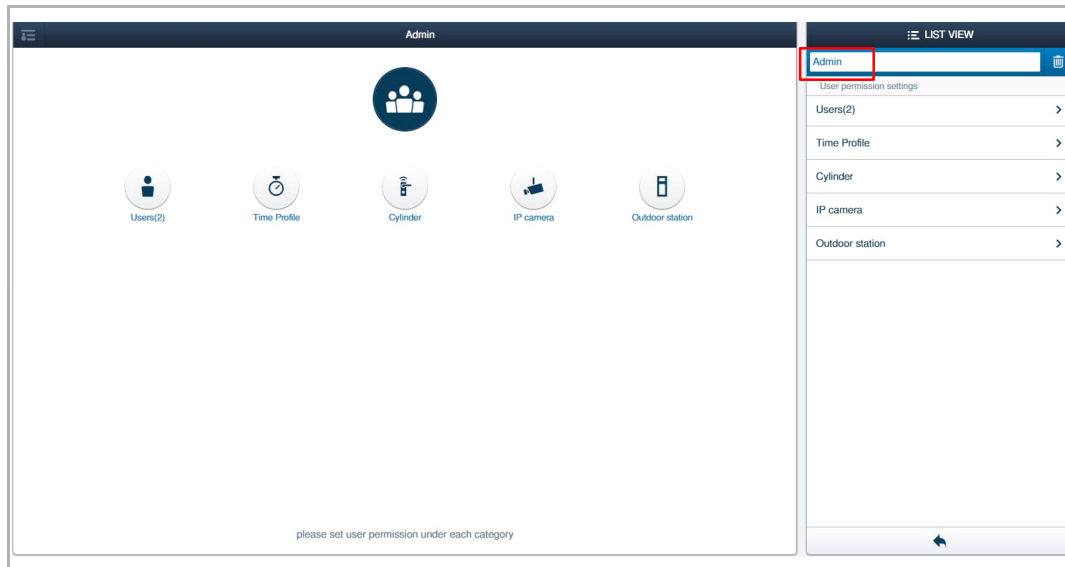 Admin
Users(2)
Time Profile
Cylinder
IP camera
Outdoor station
please set user permission under each category
LIST VIEW
Admin
User permission settings
Users(2)
Time Profile
Cylinder
IP camera
Outdoor station